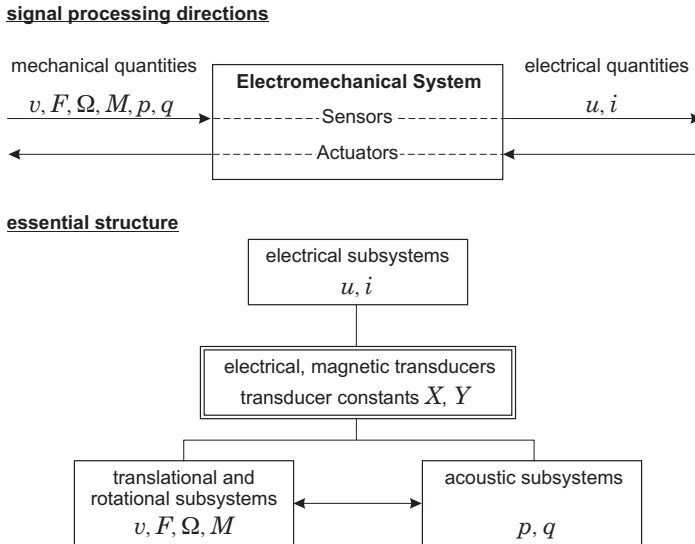 signal processing directions
mechanical quantities
v, F, Ω, M, p, q
Electromechanical System
Sensors
Actuators
electrical quantities
u, i
essential structure
electrical subsystems
u, i
electrical, magnetic transducers
transducer constants X, Y
translational and
rotational subsystems
v, F, Ω, M
acoustic subsystems
p, q